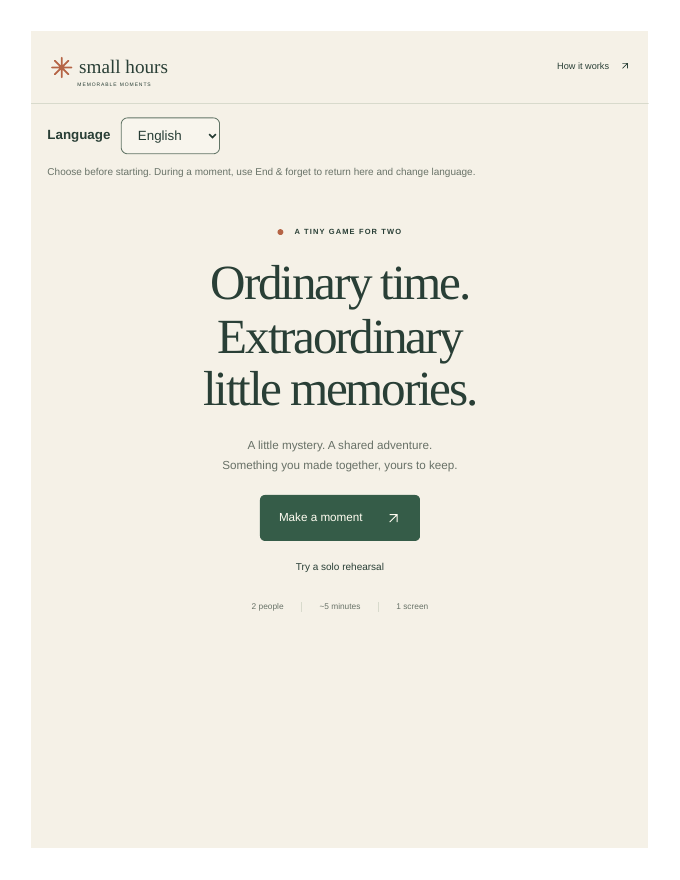 small hours
MEMORABLE MOMENTS
How it works
Language
English
Choose before starting. During a moment, use End & forget to return here and change language.
A TINY GAME FOR TWO
Ordinary time.
Extraordinary
little memories.
A little mystery. A shared adventure.
Something you made together, yours to keep.
Make a moment
Try a solo rehearsal
2 people
~5 minutes
1 screen